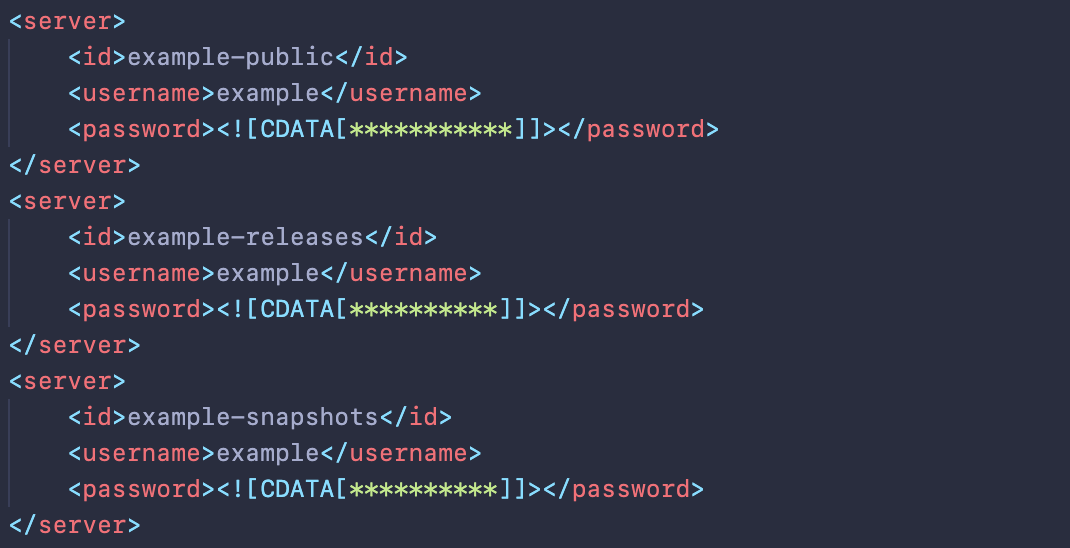 <server>
    <id>example-public</id>
    <username>example</username>
    <password><![CDATA[***********]]></password>
</server>
<server>
    <id>example-releases</id>
    <username>example</username>
    <password><![CDATA[**********]]></password>
</server>
<server>
    <id>example-snapshots</id>
    <username>example</username>
    <password><![CDATA[**********]]></password>
</server>